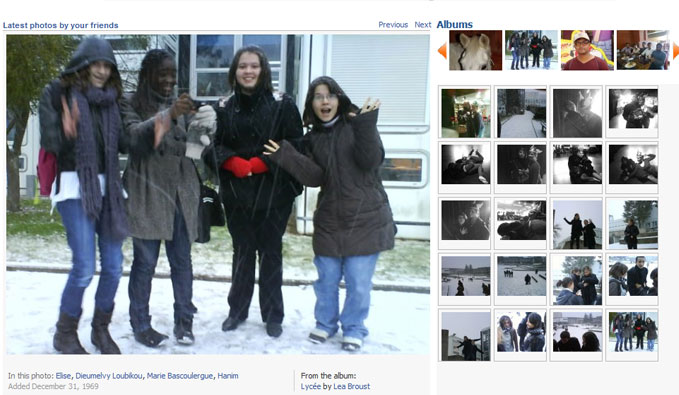 Latest photos by your friends
Previous Next
Albums
In this photo: Elise, Dieumelvy Loubikou, Marie Bascoulergue, Hanim
Added December 31, 1969
From the album:
Lycée by Lea Broust